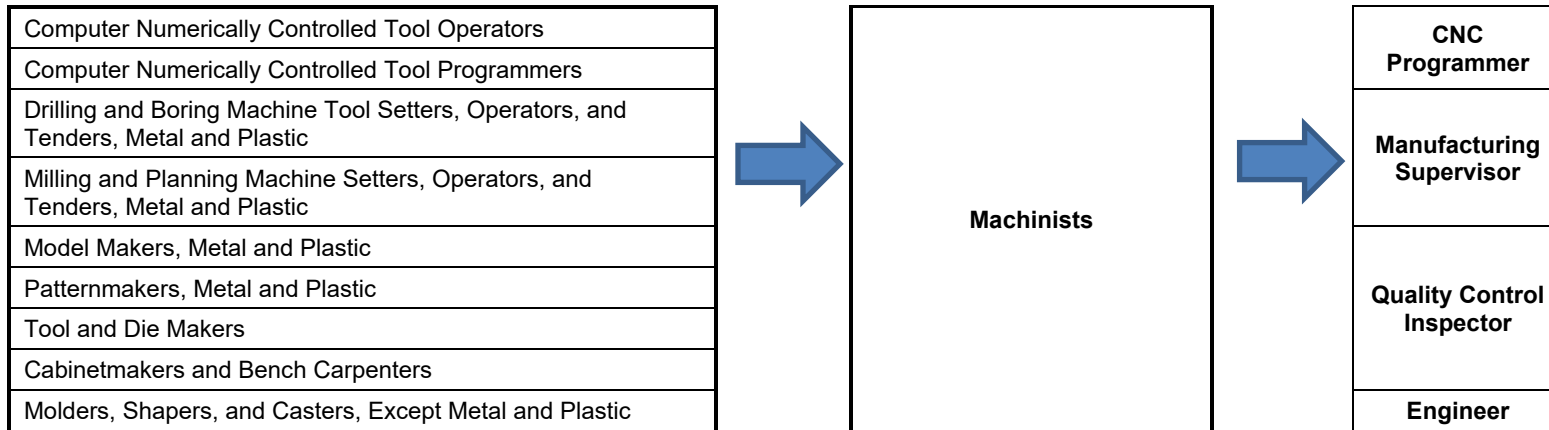 Computer Numerically Controlled Tool Operators
Computer Numerically Controlled Tool Programmers
Drilling and Boring Machine Tool Setters, Operators, and
Tenders, Metal and Plastic
Milling and Planning Machine Setters, Operators, and
Tenders, Metal and Plastic
Model Makers, Metal and Plastic
Patternmakers, Metal and Plastic
Tool and Die Makers
Cabinetmakers and Bench Carpenters
Molders, Shapers, and Casters, Except Metal and Plastic
Machinists
CNC
Programmer
Manufacturing
Supervisor
Quality Control
Inspector
Engineer